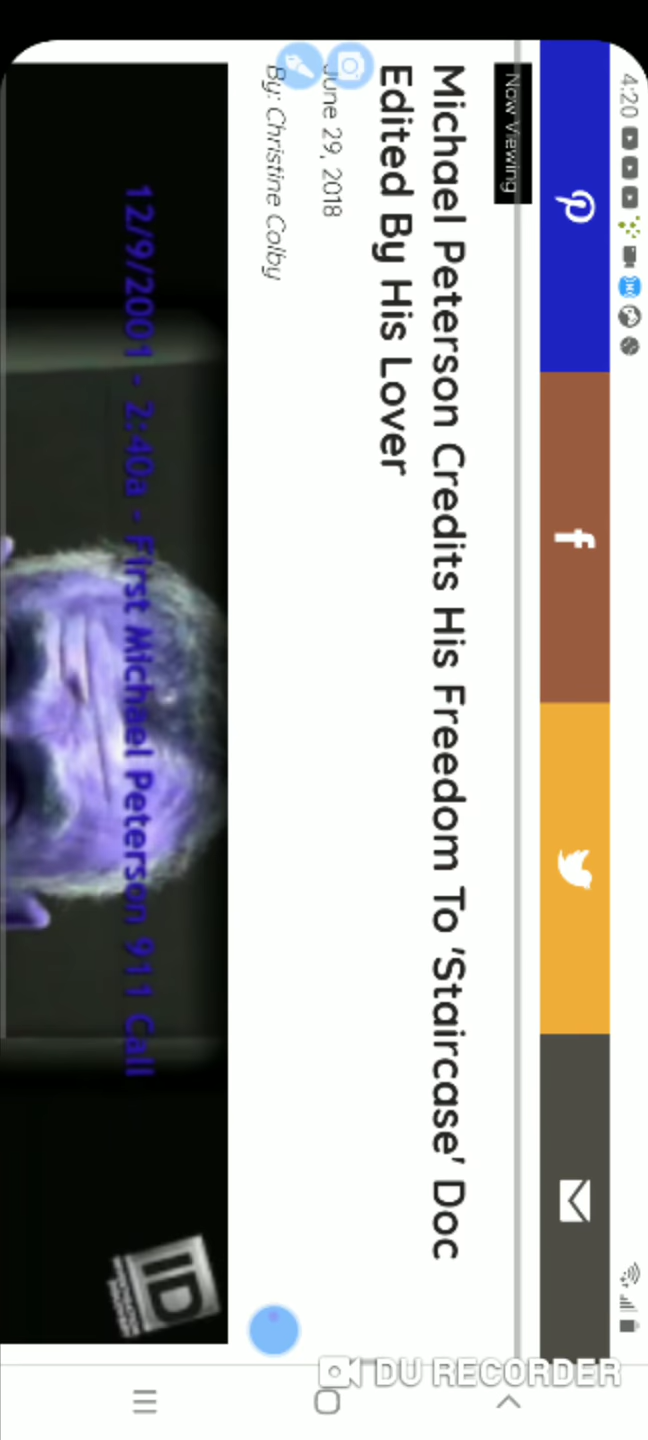 4:20
Now Viewing
Michael Peterson Credits His Freedom To 'Staircase' Doc
Edited By His Lover
June 29, 2018
By: Christine Colby
12/9/2001 - 2:40a - First Michael Peterson 911 Call
ID
DU RECORDER